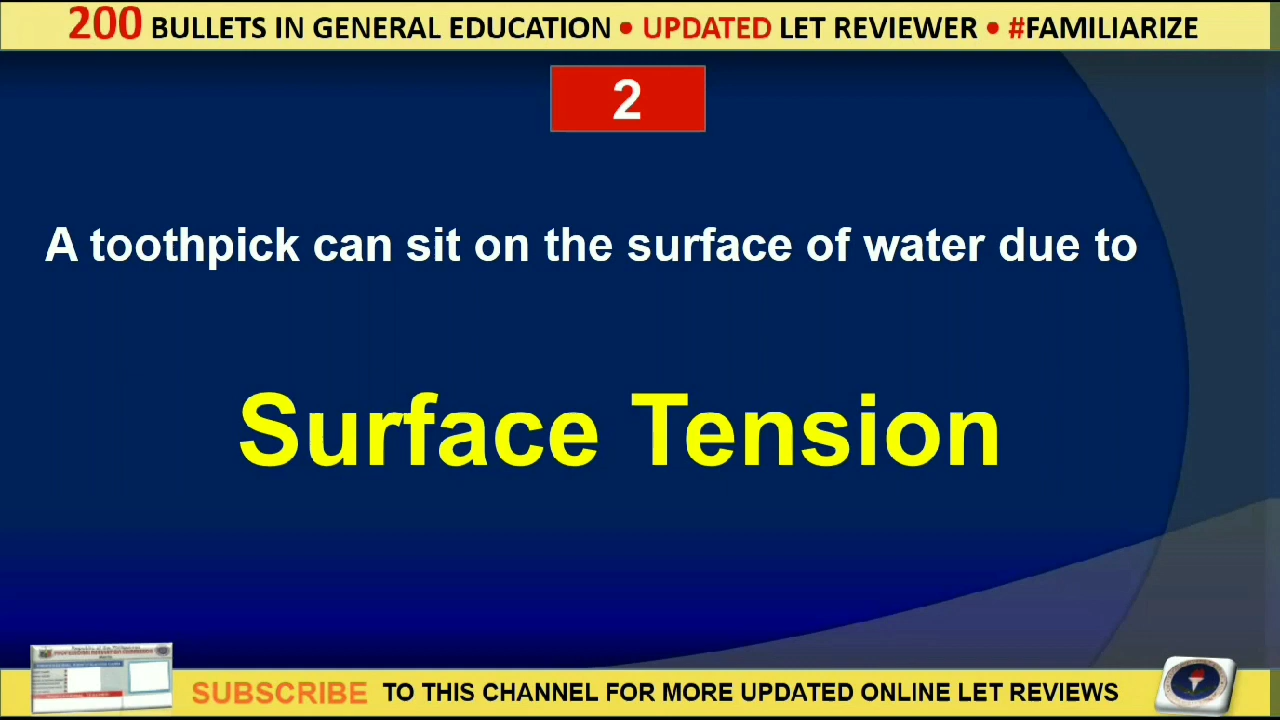 200 BULLETS IN GENERAL EDUCATION • UPDATED LET REVIEWER • #FAMILIARIZE
2
A toothpick can sit on the surface of water due to
Surface Tension
SUBSCRIBE TO THIS CHANNEL FOR MORE UPDATED ONLINE LET REVIEWS